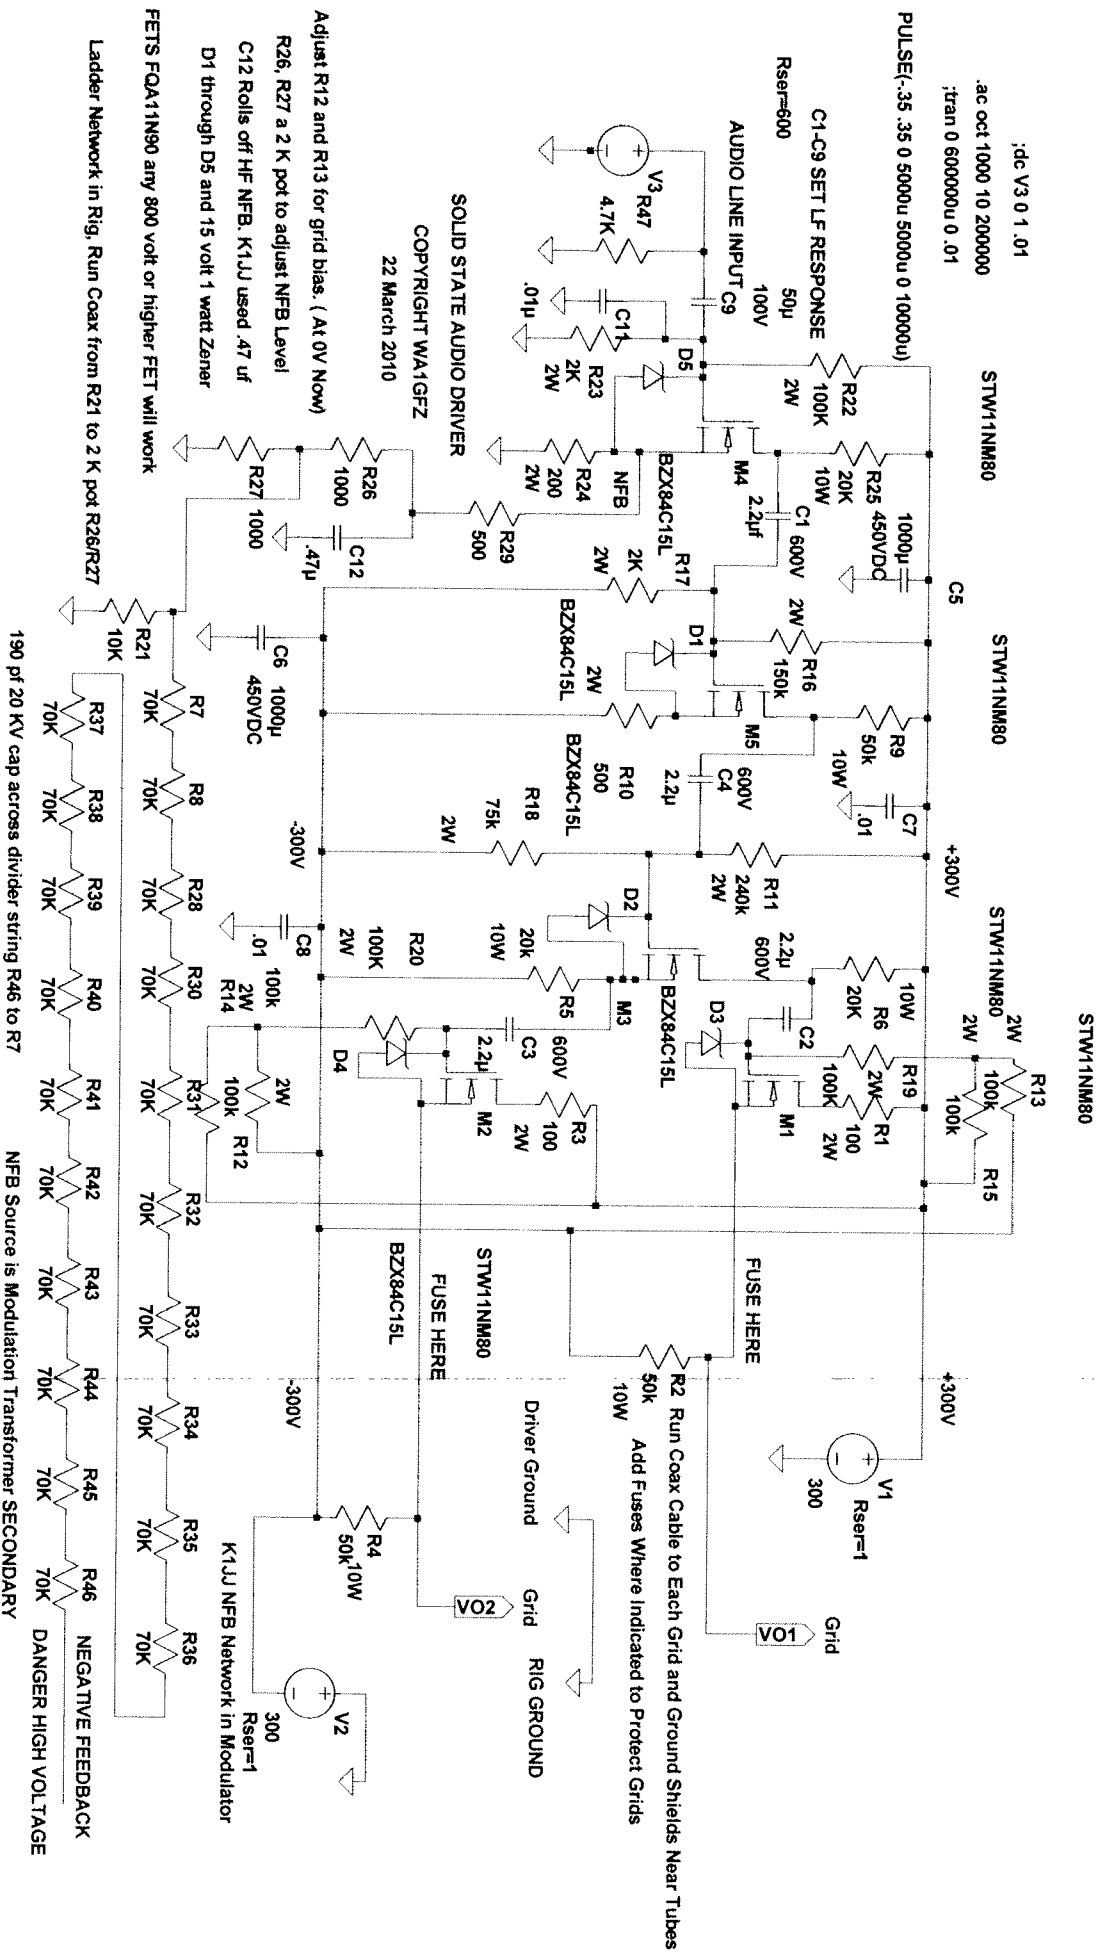 ;dc V3 0 1 .01
.ac oct 1000 10 20000
;tran 0 600000u 0 .01
PULSE(-.35 .35 0 5000u 5000u 0 10000u)
C1-C9 SET LF RESPONSE
Rser=600
AUDIO LINE INPUT
V3
R47
4.7K
50µ
100V
C9
C11
.01µ
R23
2K
2W
D5
R22
100K
2W
STW11NM80
R25
20K
10W
M4
BZX84C15L
NFB
R24
200
2W
C1
2.2µf
600V
1000µ
450VDC
C5
R29
500
C12
.47µ
R26
1000
R27
1000
R21
10K
SOLID STATE AUDIO DRIVER
COPYRIGHT WA1GFZ
22 March 2010
Adjust R12 and R13 for grid bias. ( At 0V Now)
R26, R27 a 2 K pot to adjust NFB Level
C12 Rolls off HF NFB. K1JJ used .47 uf
D1 through D5 and 15 volt 1 watt Zener
FETS FQA11N90 any 800 volt or higher FET will work
Ladder Network in Rig, Run Coax from R21 to 2 K pot R26/R27
STW11NM80
R17
2K
2W
R16
150k
2W
D1
BZX84C15L
M5
R9
50k
10W
R10
500
2W
C7
.01
C4
2.2µ
600V
C6
1000µ
450VDC
+300V
-300V
R18
75k
2W
BZX84C15L
R11
240k
2W
D2
STW11NM80
M3
BZX84C15L
R5
20k
10W
R6
20K
10W
C2
2.2µ
600V
C8
.01
R20
100K
2W
R14
100k
2W
R12
100k
2W
C3
2.2µ
600V
D4
D3
M2
R3
100
2W
M1
R1
100
2W
R19
100K
2W
STW11NM80
R13
100k
2W
R15
100k
2W
STW11NM80
BZX84C15L
FUSE HERE
FUSE HERE
R2
50k
10W
Run Coax Cable to Each Grid and Ground Shields Near Tubes
Add Fuses Where Indicated to Protect Grids
+300V
-300V
V1
Rser=1
300
Grid
VO1
Driver Ground
RIG GROUND
Grid
VO2
R4
50k
10W
V2
300
Rser=1
K1JJ NFB Network in Modulator
R7
70K
R8
70K
R28
70K
R30
70K
R31
70K
R32
70K
R33
70K
R34
70K
R35
70K
R36
70K
R37
70K
R38
70K
R39
70K
R40
70K
R41
70K
R42
70K
R43
70K
R44
70K
R45
70K
R46
70K
NEGATIVE FEEDBACK
DANGER HIGH VOLTAGE
190 pf 20 KV cap across divider string R46 to R7
NFB Source is Modulation Transformer SECONDARY